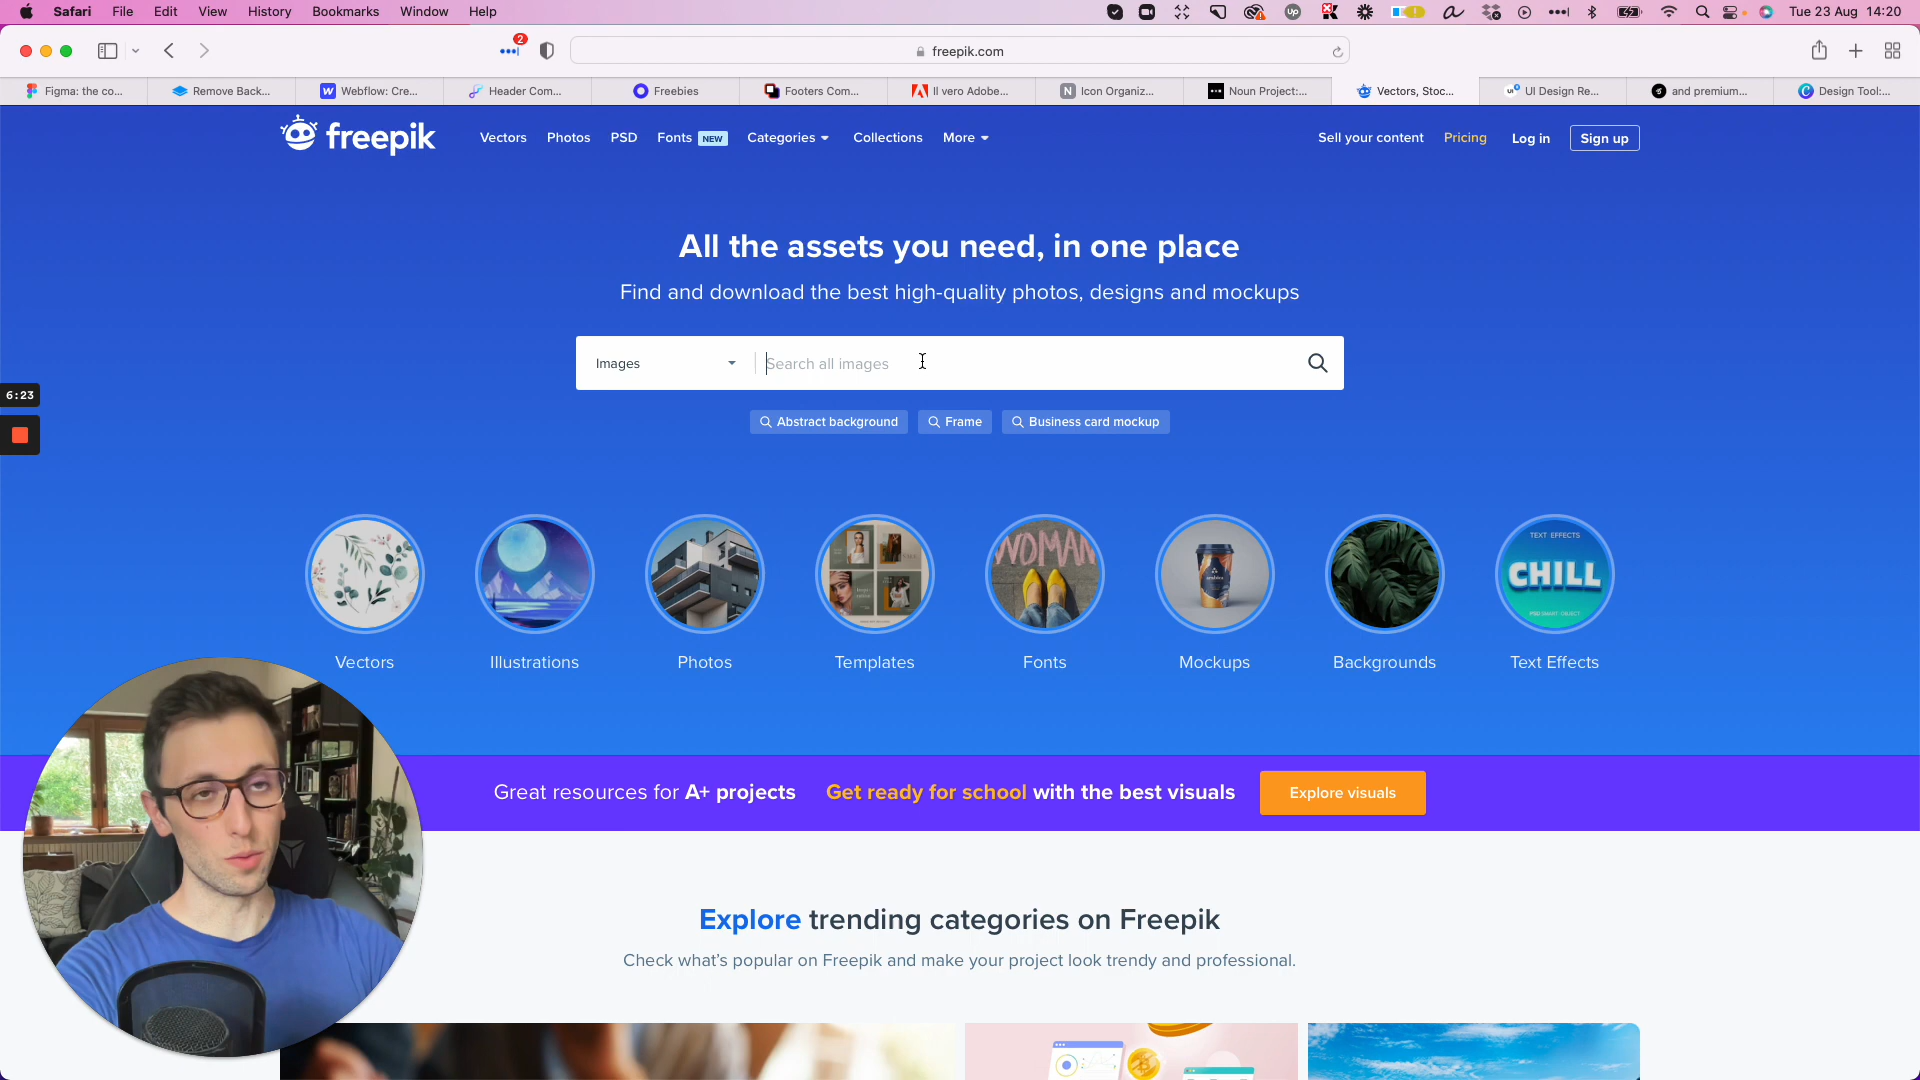 Safari File Edit View History Bookmarks Window Help
Tue 23 Aug 14:20
2
freepik.com
Figma: the co...
Remove Back...
Webflow: Cre...
Header Com...
Freebies
Footers Com...
Il vero Adobe...
Icon Organiz...
Noun Project:...
Vectors, Stoc...
UI Design Re...
and premium...
Design Tool:...
freepik
Vectors Photos PSD Fonts NEW Categories Collections More
Sell your content Pricing Log in Sign up
All the assets you need, in one place
Find and download the best high-quality photos, designs and mockups
Images Search all images
6:23
Abstract background Frame Business card mockup
WOMAN
TEXT EFFECTS
CHILL
Vectors Illustrations Photos Templates Fonts Mockups Backgrounds Text Effects
Great resources for A+ projects Get ready for school with the best visuals Explore visuals
Explore trending categories on Freepik
Check what's popular on Freepik and make your project look trendy and professional.